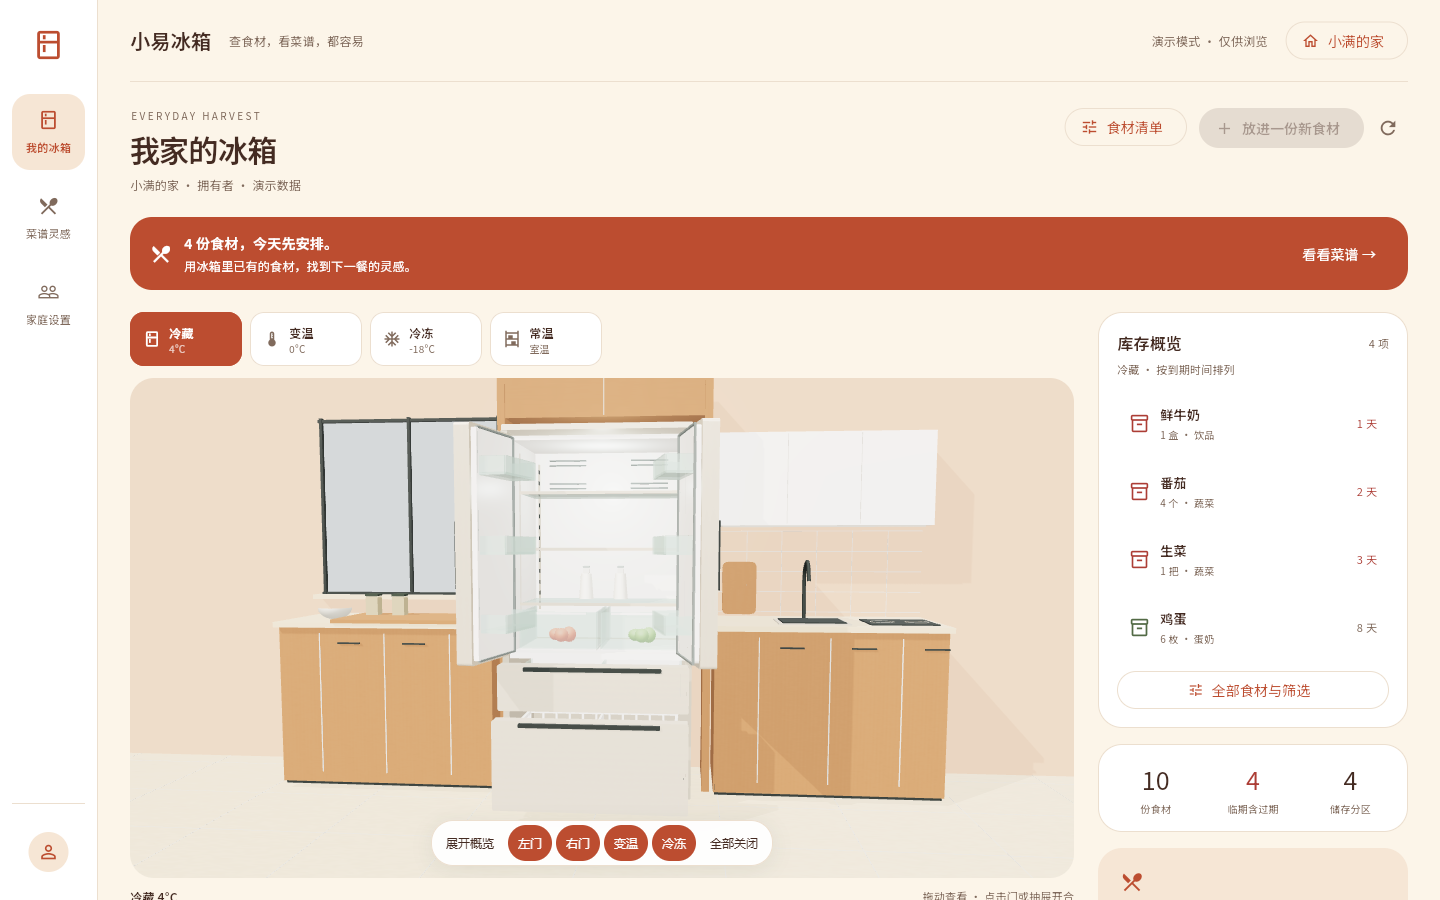 小易冰箱
查食材，看菜谱，都容易
演示模式 · 仅供浏览
小满的家
我的冰箱
菜谱灵感
家庭设置
EVERYDAY HARVEST
我家的冰箱
小满的家 · 拥有者 · 演示数据
食材清单
放进一份新食材
4 份食材，今天先安排。
用冰箱里已有的食材，找到下一餐的灵感。
看看菜谱 →
冷藏
4°C
变温
0°C
冷冻
-18°C
常温
室温
展开概览
左门
右门
变温
冷冻
全部关闭
冷藏 4°C
拖动查看 · 点击门或抽屉开合
库存概览
4 项
冷藏 · 按到期时间排列
鲜牛奶
1 盒 · 饮品
1 天
番茄
4 个 · 蔬菜
2 天
生菜
1 把 · 蔬菜
3 天
鸡蛋
6 枚 · 蛋奶
8 天
全部食材与筛选
10
份食材
4
临期含过期
4
储存分区